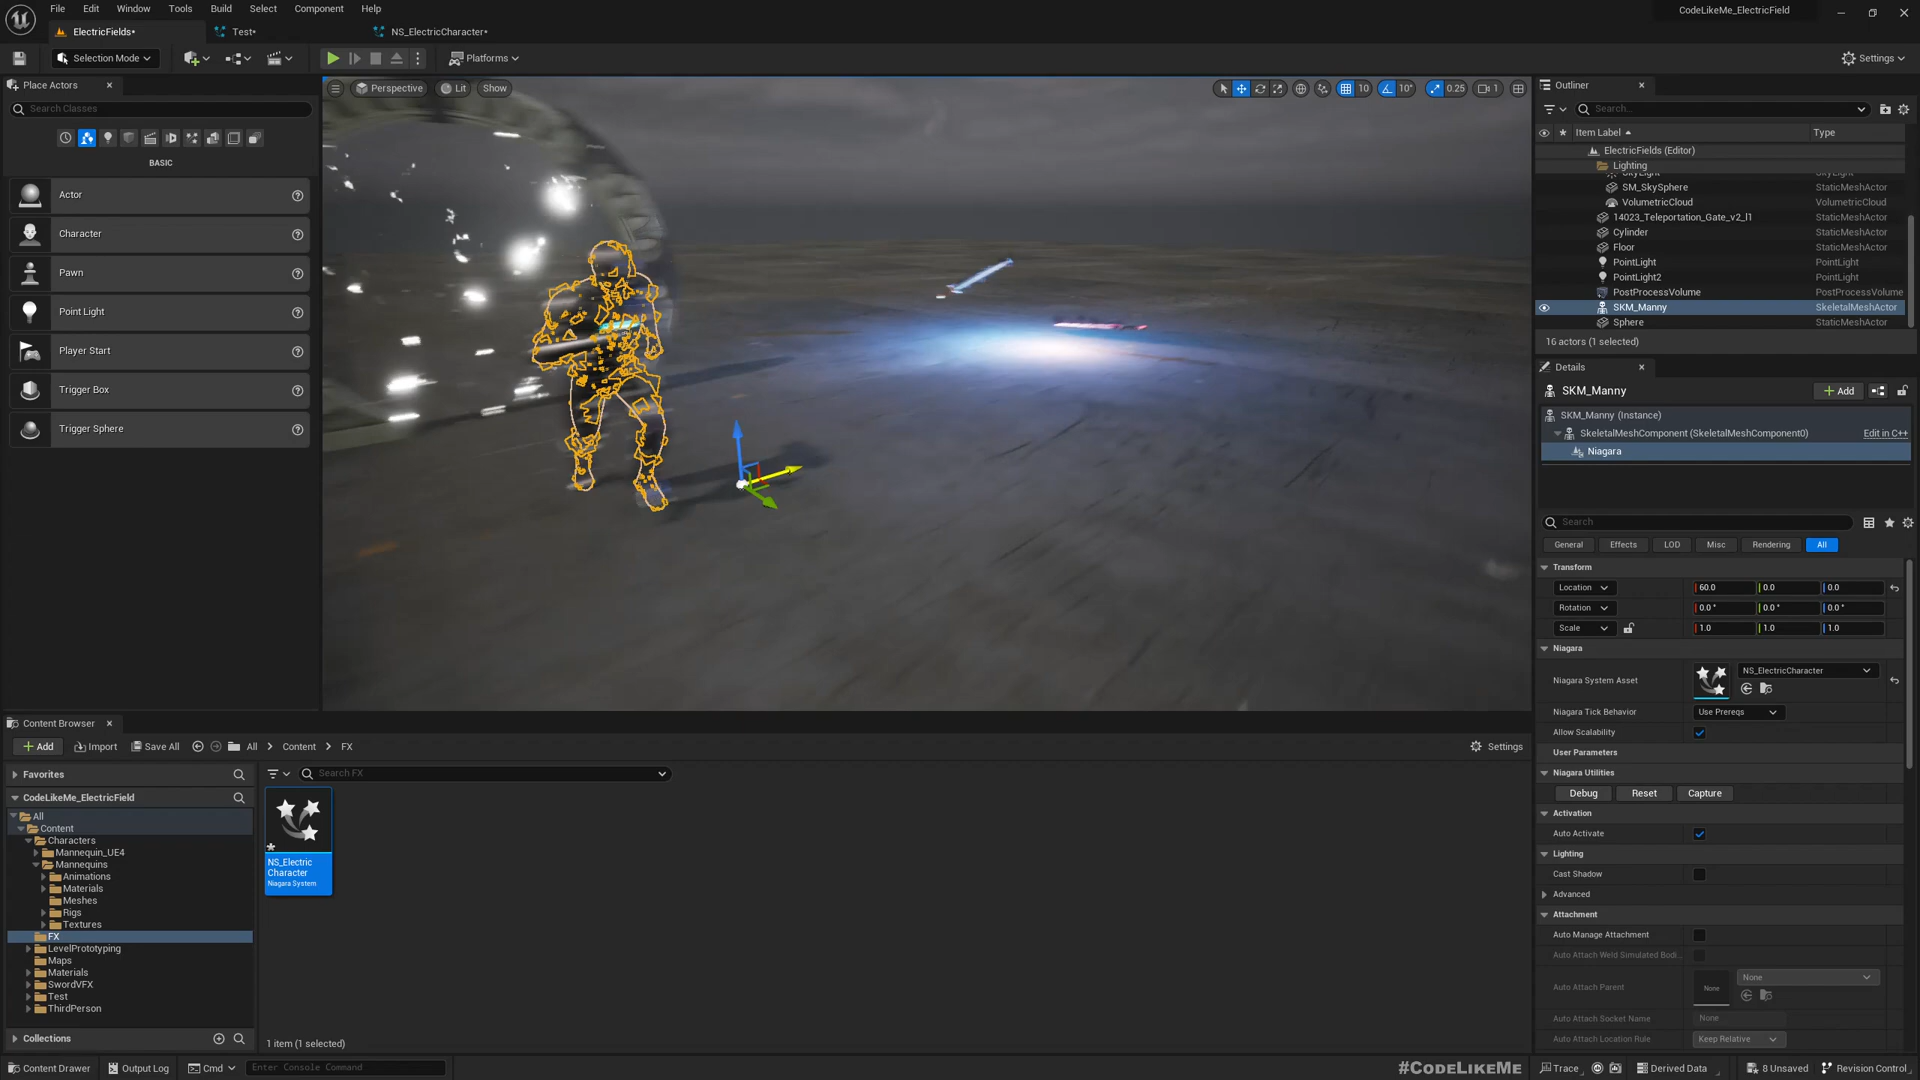 File Edit Window Tools Build Select Component Help
CodeLikeMe_ElectricField
ElectricFields•
Test•
NS_ElectricCharacter•
Selection Mode
Platforms
Settings
Place Actors
Search Classes
BASIC
Actor
Character
Pawn
Point Light
Player Start
Trigger Box
Trigger Sphere
Perspective
Lit
Show
10
10°
0.25
1
Outliner
Search...
Item Label
Type
ElectricFields (Editor)
Lighting
SkyLight SkyLight
SM_SkySphere StaticMeshActor
VolumetricCloud VolumetricCloud
14023_Teleportation_Gate_v2_l1 StaticMeshActor
Cylinder StaticMeshActor
Floor StaticMeshActor
PointLight PointLight
PointLight2 PointLight
PostProcessVolume PostProcessVolume
SKM_Manny SkeletalMeshActor
Sphere StaticMeshActor
16 actors (1 selected)
Details
SKM_Manny
Add
SKM_Manny (Instance)
SkeletalMeshComponent (SkeletalMeshComponent0) Edit in C++
Niagara
Search
General Effects LOD Misc Rendering All
Transform
Location 60.0 0.0 0.0
Rotation 0.0° 0.0° 0.0°
Scale 1.0 1.0 1.0
Niagara
Niagara System Asset
NS_ElectricCharacter
Niagara Tick Behavior Use Prereqs
Allow Scalability
User Parameters
Niagara Utilities
Debug Reset Capture
Activation
Auto Activate
Lighting
Cast Shadow
Advanced
Attachment
Auto Manage Attachment
Auto Attach Weld Simulated Bodi...
Auto Attach Parent
None
None
Auto Attach Socket Name None
Auto Attach Location Rule Keep Relative
Content Browser
Add Import Save All All Content FX
Settings
Favorites
Search FX
CodeLikeMe_ElectricField
All
Content
Characters
Mannequin_UE4
Mannequins
Animations
Materials
Meshes
Rigs
Textures
FX
LevelPrototyping
Maps
Materials
SwordVFX
Test
ThirdPerson
Collections
NS_Electric
Character
Niagara System
1 item (1 selected)
Content Drawer
Output Log
Cmd
Enter Console Command
#CodeLikeMe
Trace
Derived Data
8 Unsaved
Revision Control